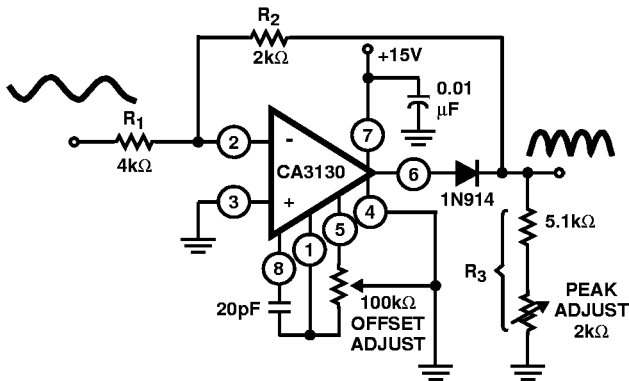 R2
2kΩ
+15V
0.01
μF
R1
4kΩ
2
-
7
CA3130
6
1N914
3
+
5
4
1
8
5.1kΩ
R3
20pF
100kΩ
OFFSET
ADJUST
PEAK
ADJUST
2kΩ